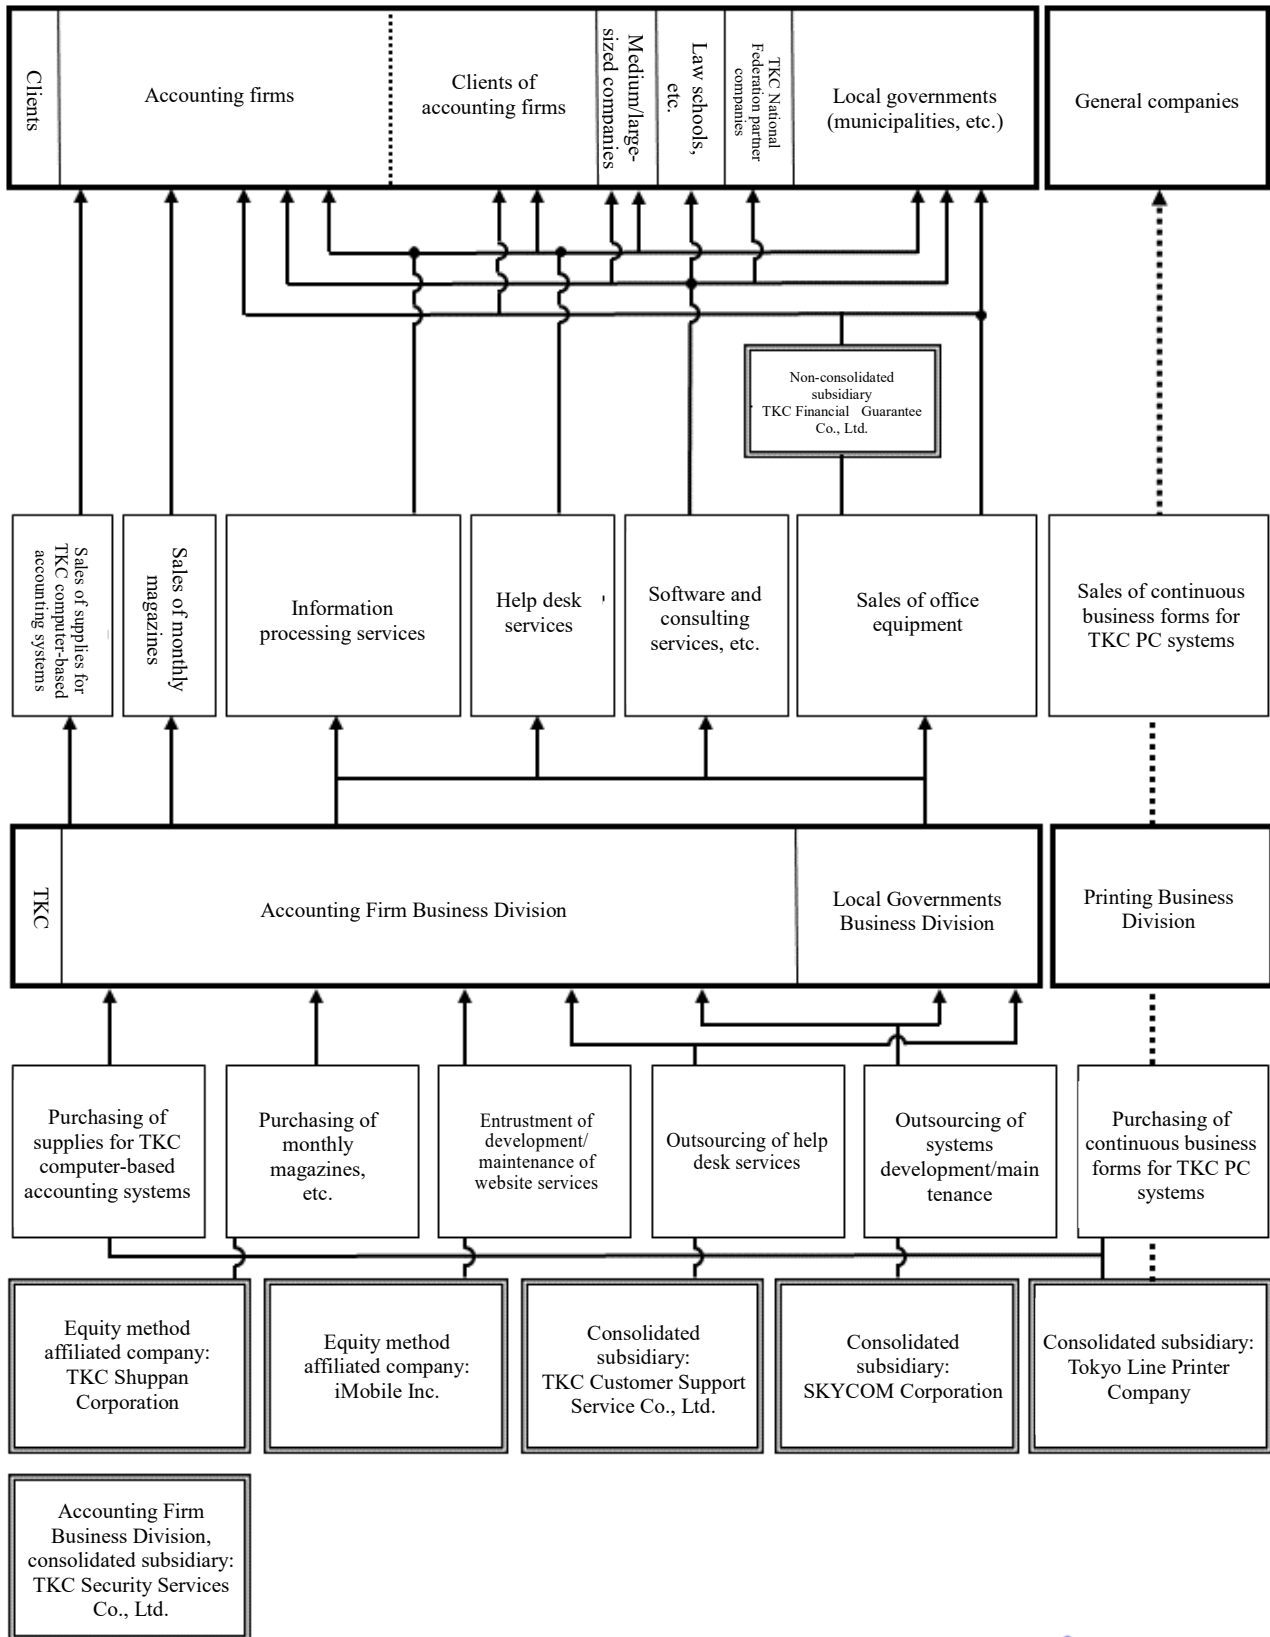 Clients
Accounting firms
Clients of
accounting firms
Medium/large-
sized companies
Law schools,
etc.
TKC National
Federation partner
companies
Local governments
(municipalities, etc.)
General companies
Non-consolidated
subsidiary
TKC Financial Guarantee
Co., Ltd.
Sales of supplies for
TKC computer-based
accounting systems
Sales of monthly
magazines
Information
processing services
Help desk
services
Software and
consulting
services, etc.
Sales of office
equipment
Sales of continuous
business forms for
TKC PC systems
TKC
Accounting Firm Business Division
Local Governments
Business Division
Printing Business
Division
Purchasing of
supplies for TKC
computer-based
accounting systems
Purchasing of
monthly
magazines,
etc.
Entrustment of
development/
maintenance of
website services
Outsourcing of help
desk services
Outsourcing of
systems
development/main
tenance
Purchasing of
continuous business
forms for TKC PC
systems
Equity method
affiliated company:
TKC Shuppan
Corporation
Equity method
affiliated company:
iMobile Inc.
Consolidated
subsidiary:
TKC Customer Support
Service Co., Ltd.
Consolidated
subsidiary:
SKYCOM Corporation
Consolidated subsidiary:
Tokyo Line Printer
Company
Accounting Firm
Business Division,
consolidated subsidiary:
TKC Security Services
Co., Ltd.